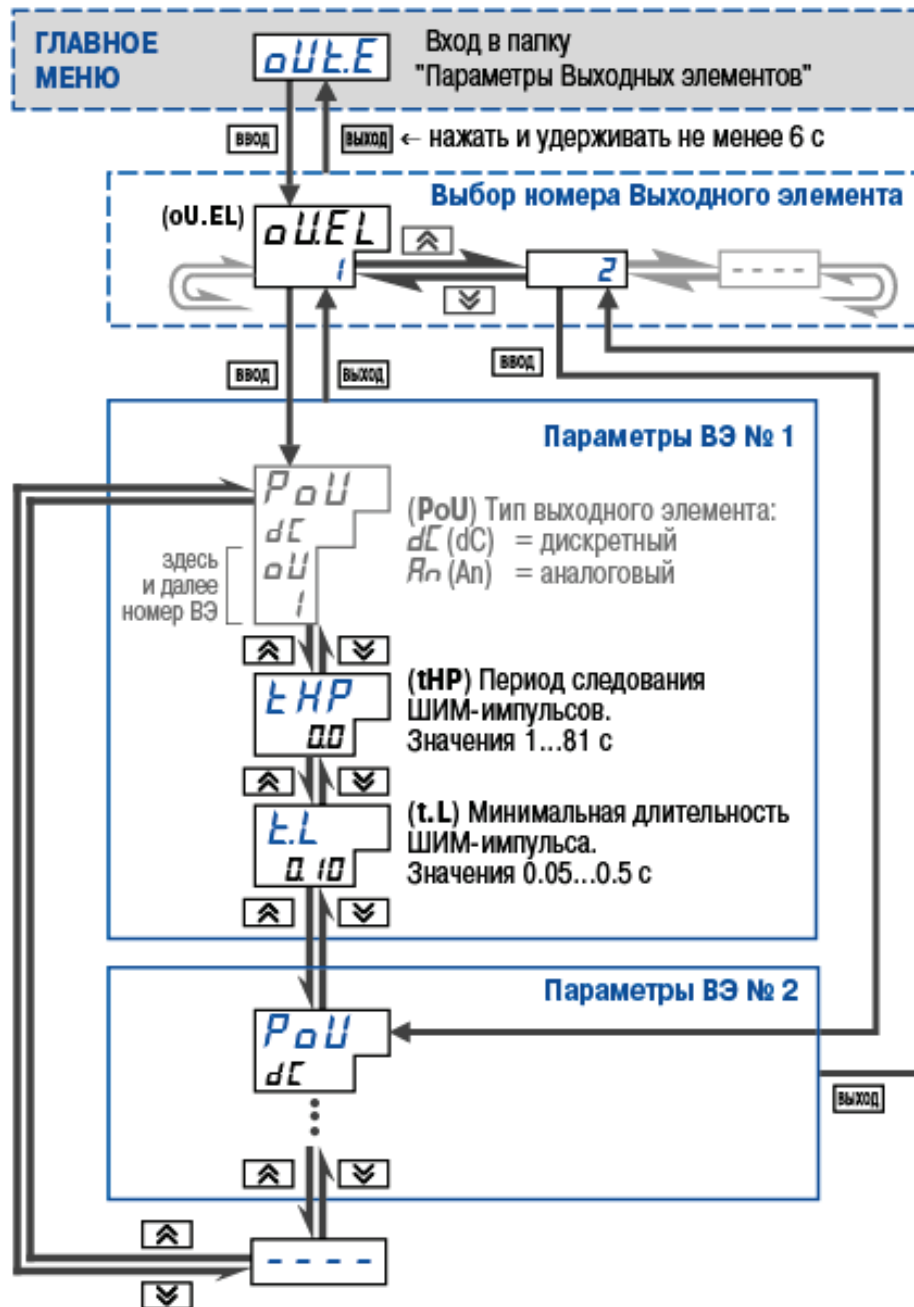 ГЛАВНОЕ
МЕНЮ
oUt.E
Вход в папку
"Параметры Выходных элементов"
ВВОД
ВЫХОД
← нажать и удерживать не менее 6 с
Выбор номера Выходного элемента
(oU.EL)
oU.EL
1
2
----
ВВОД
ВЫХОД
ВВОД
Параметры ВЭ № 1
PoU
dC
oU
1
здесь
и далее
номер ВЭ
(PoU) Тип выходного элемента:
dC (dC) = дискретный
An (An) = аналоговый
tHP
0.0
(tHP) Период следования
ШИМ-импульсов.
Значения 1...81 с
t.L
0.10
(t.L) Минимальная длительность
ШИМ-импульса.
Значения 0.05...0.5 с
Параметры ВЭ № 2
PoU
dC
ВЫХОД
----